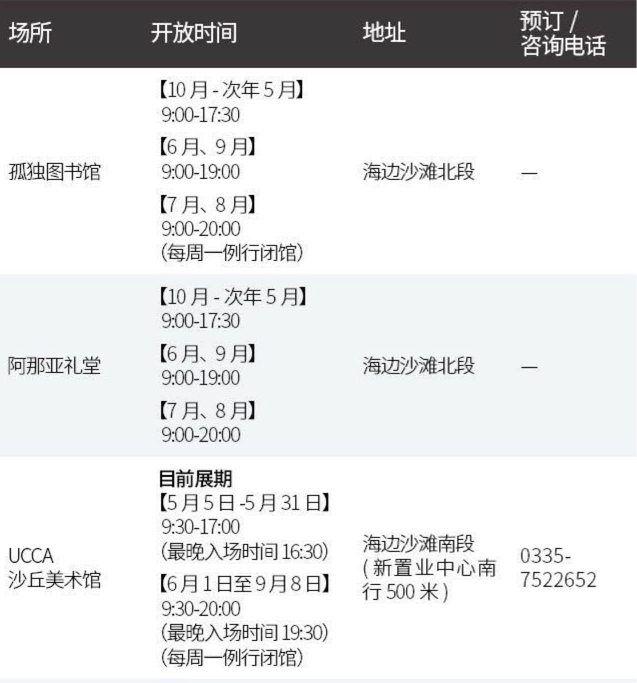 场所 开放时间 地址 预订 /
咨询电话
孤独图书馆
【10 月 - 次年 5 月】
9:00-17:30
【6 月、9 月】
9:00-19:00
【7 月、8 月】
9:00-20:00
（每周一例行闭馆）
海边沙滩北段
—
阿那亚礼堂
【10 月 - 次年 5 月】
9:00-17:30
【6 月、9 月】
9:00-19:00
【7 月、8 月】
9:00-20:00
海边沙滩北段
—
UCCA
沙丘美术馆
目前展期
【5 月 5 日 -5 月 31 日】
9:30-17:00
（最晚入场时间 16:30）
【6 月 1 日至 9 月 8 日】
9:30-20:00
（最晚入场时间 19:30）
（每周一例行闭馆）
海边沙滩南段
( 新置业中心南
行 500 米 )
0335-
7522652